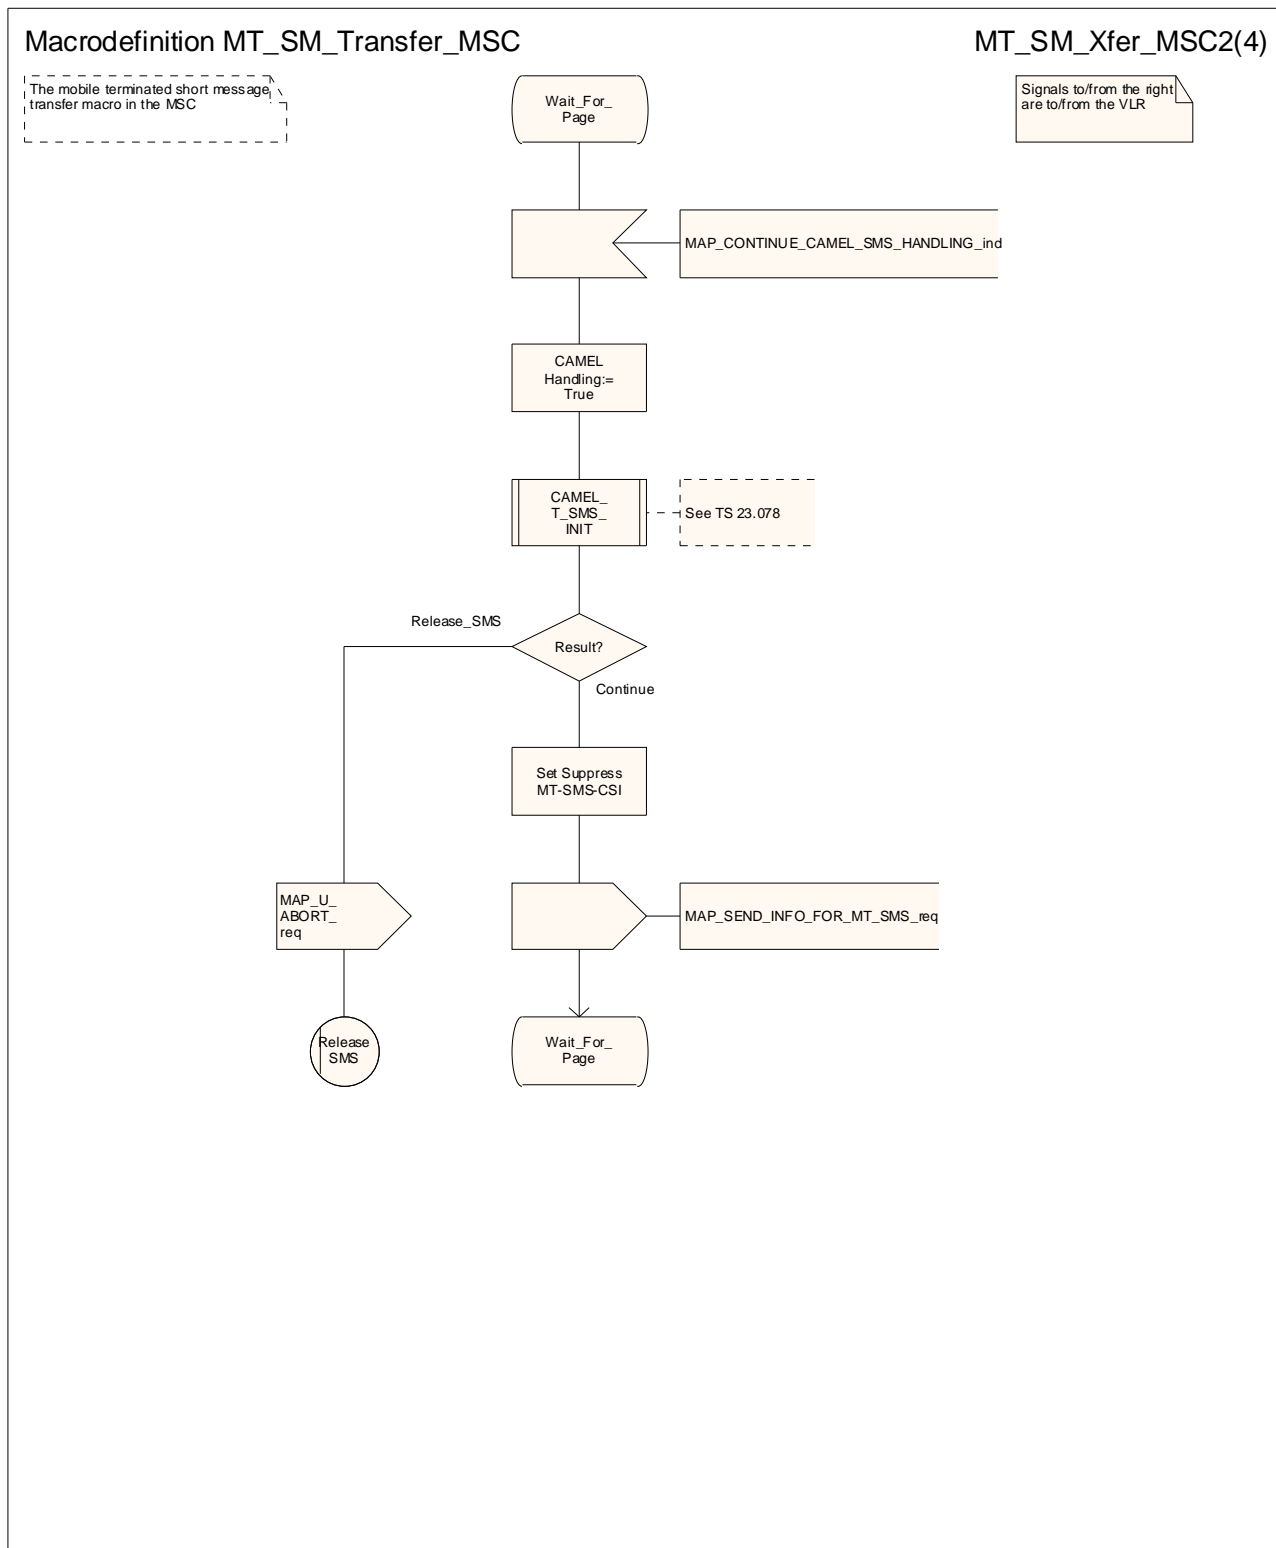 Macrodefinition MT_SM_Transfer_MSC
MT_SM_Xfer_MSC2(4)
The mobile terminated short message
transfer macro in the MSC
Wait_For_
Page
Signals to/from the right
are to/from the VLR
MAP_CONTINUE_CAMEL_SMS_HANDLING_ind
CAMEL
Handling:=
True
CAMEL_
T_SMS_
INIT
See TS 23.078
Release_SMS
Result?
Continue
Set Suppress
MT-SMS-CSI
MAP_U_
ABORT_
req
MAP_SEND_INFO_FOR_MT_SMS_req
Release
SMS
Wait_For_
Page